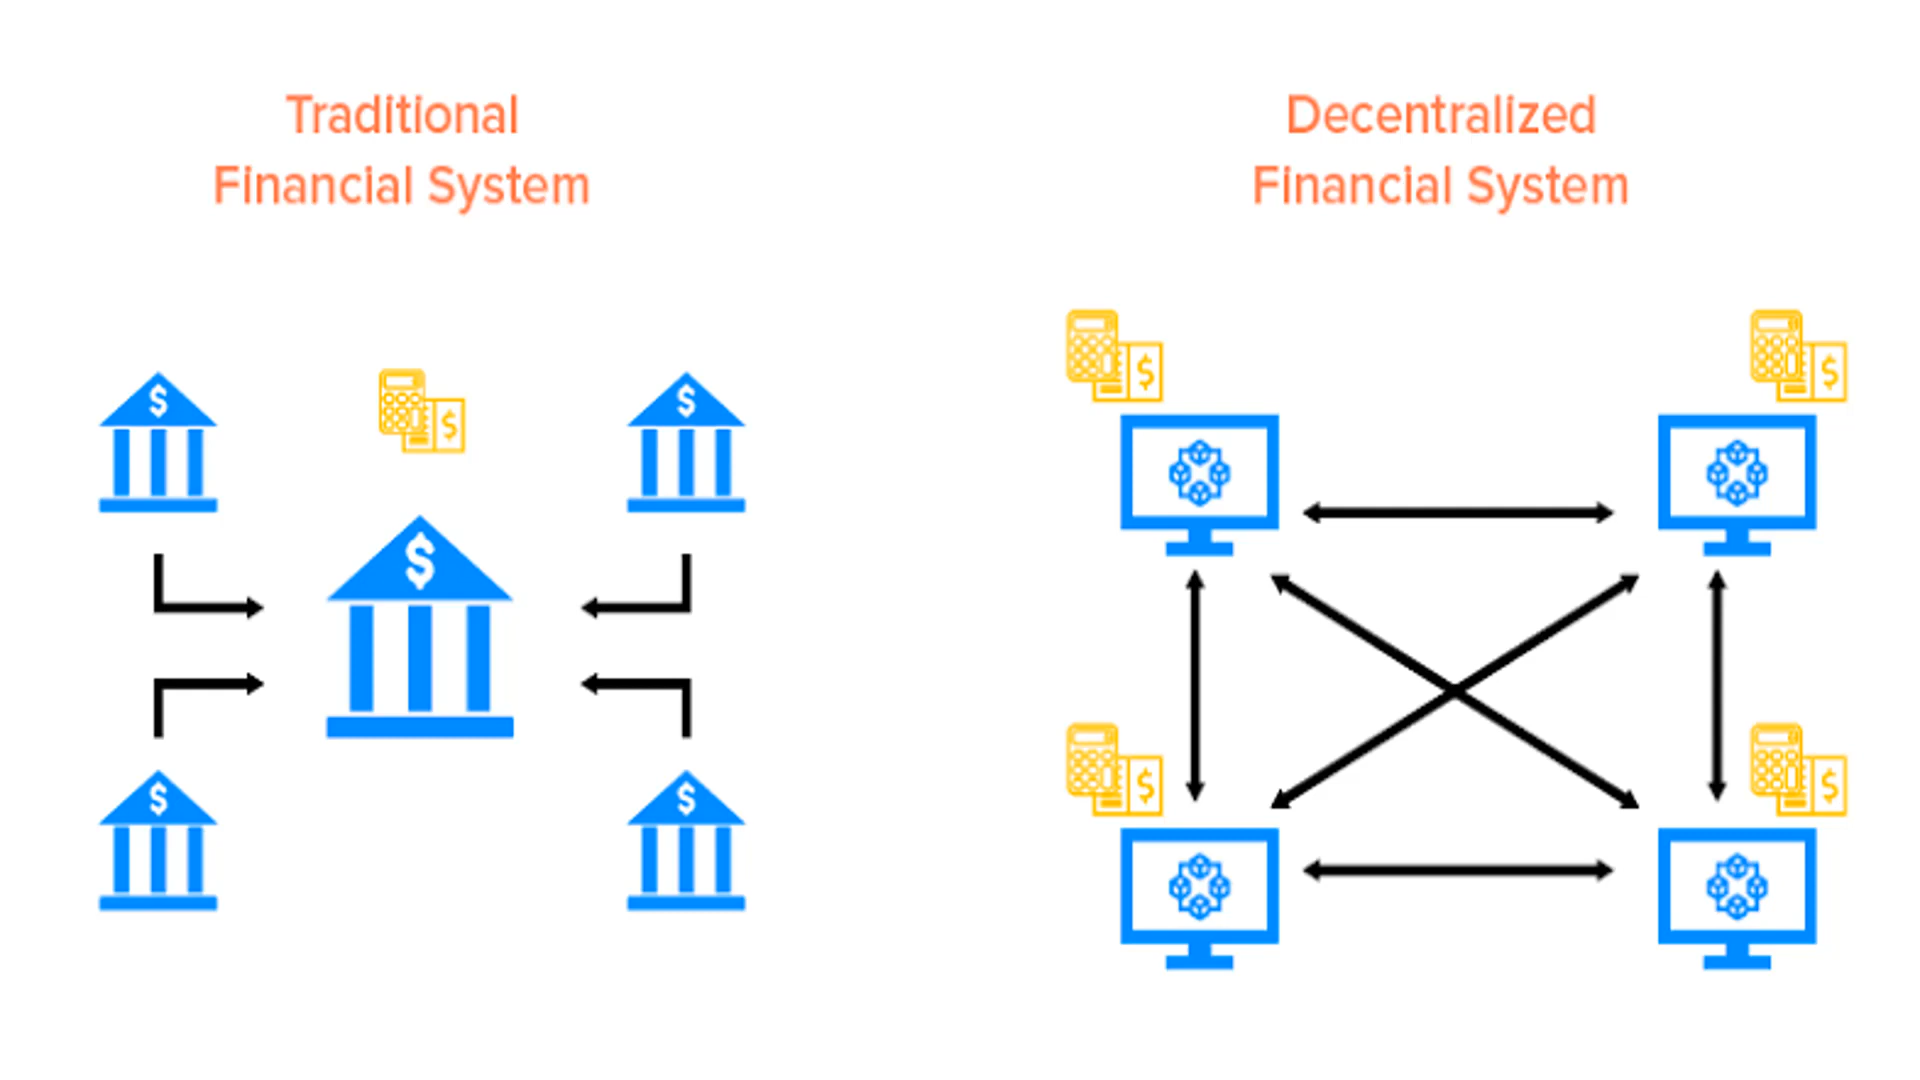 Traditional
Financial System
Decentralized
Financial System
$
$
$
$
$
$
$
$
$
$